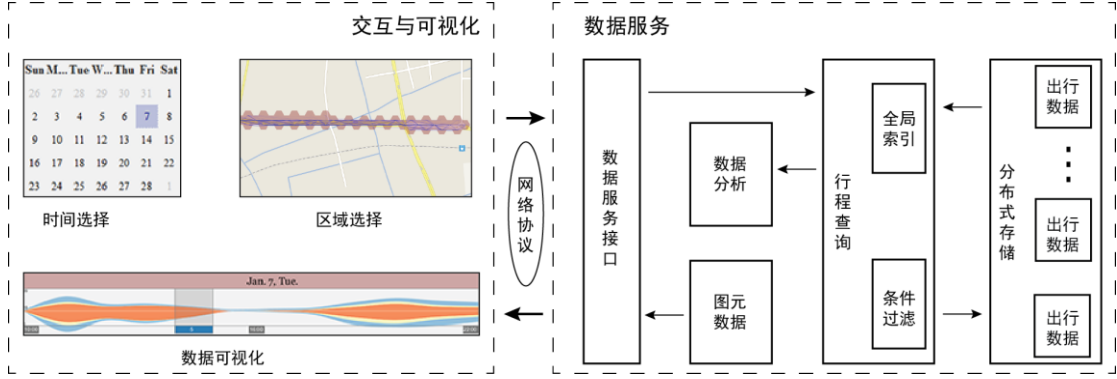 交互与可视化
Sun M... Tue W... Thu Fri Sat
26 27 28 29 30 31 1
2 3 4 5 6 7 8
9 10 11 12 13 14 15
16 17 18 19 20 21 22
23 24 25 26 27 28 1
时间选择
区域选择
Jan. 7, Tue.
数据可视化
网络协议
数据服务
数据服务接口
数据
分析
图元
数据
行程查询
全局
索引
条件
过滤
分布式存储
出行
数据
出行
数据
出行
数据